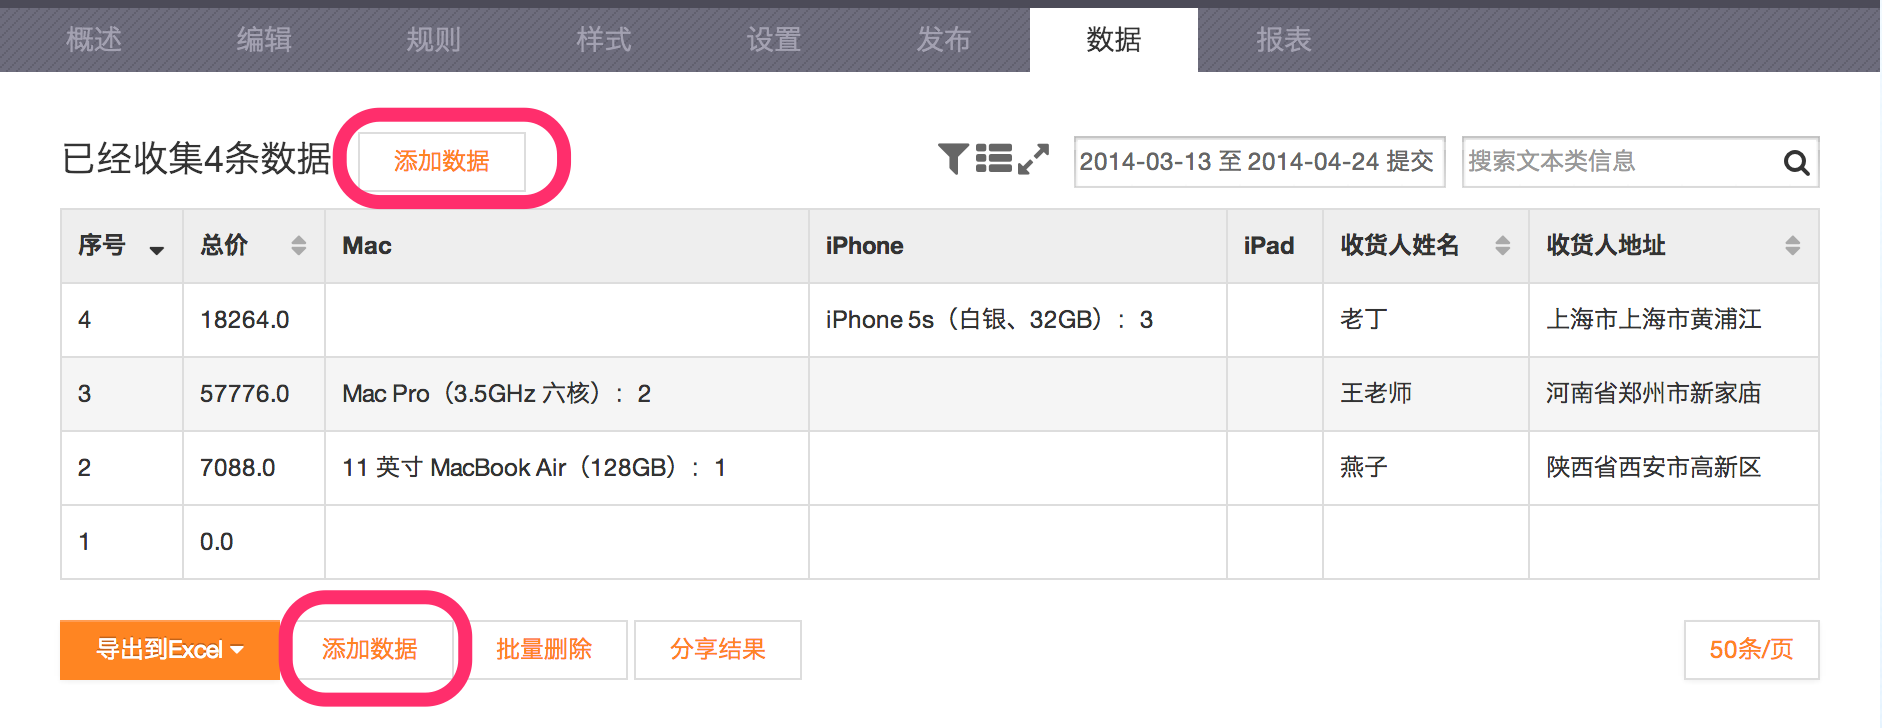 概述 编辑 规则 样式 设置 发布 数据 报表
已经收集4条数据 添加数据 2014-03-13 至 2014-04-24 提交 搜索文本类信息
序号 总价 Mac iPhone iPad 收货人姓名 收货人地址
4 18264.0 iPhone 5s（白银、32GB）：3 老丁 上海市上海市黄浦江
3 57776.0 Mac Pro（3.5GHz 六核）：2 王老师 河南省郑州市新家庙
2 7088.0 11 英寸 MacBook Air（128GB）：1 燕子 陕西省西安市高新区
1 0.0
导出到Excel 添加数据 批量删除 分享结果 50条/页